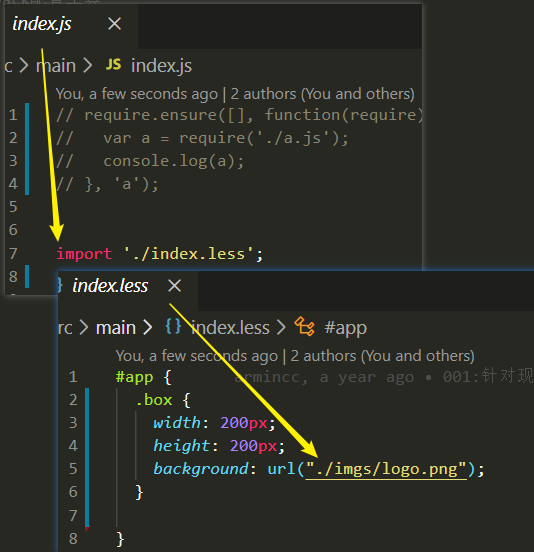 index.js
c > main > JS index.js
You, a few seconds ago | 2 authors (You and others)
1 // require.ensure([], function(require)
2 //   var a = require('./a.js');
3 //   console.log(a);
4 // }, 'a');
5
6
7 import './index.less';
8
index.less
rc > main > {} index.less > #app
You, a few seconds ago | 2 authors (You and others)
1 #app { armincc, a year ago • 001:针对现
2   .box {
3     width: 200px;
4     height: 200px;
5     background: url("./imgs/logo.png");
6   }
7
8 }